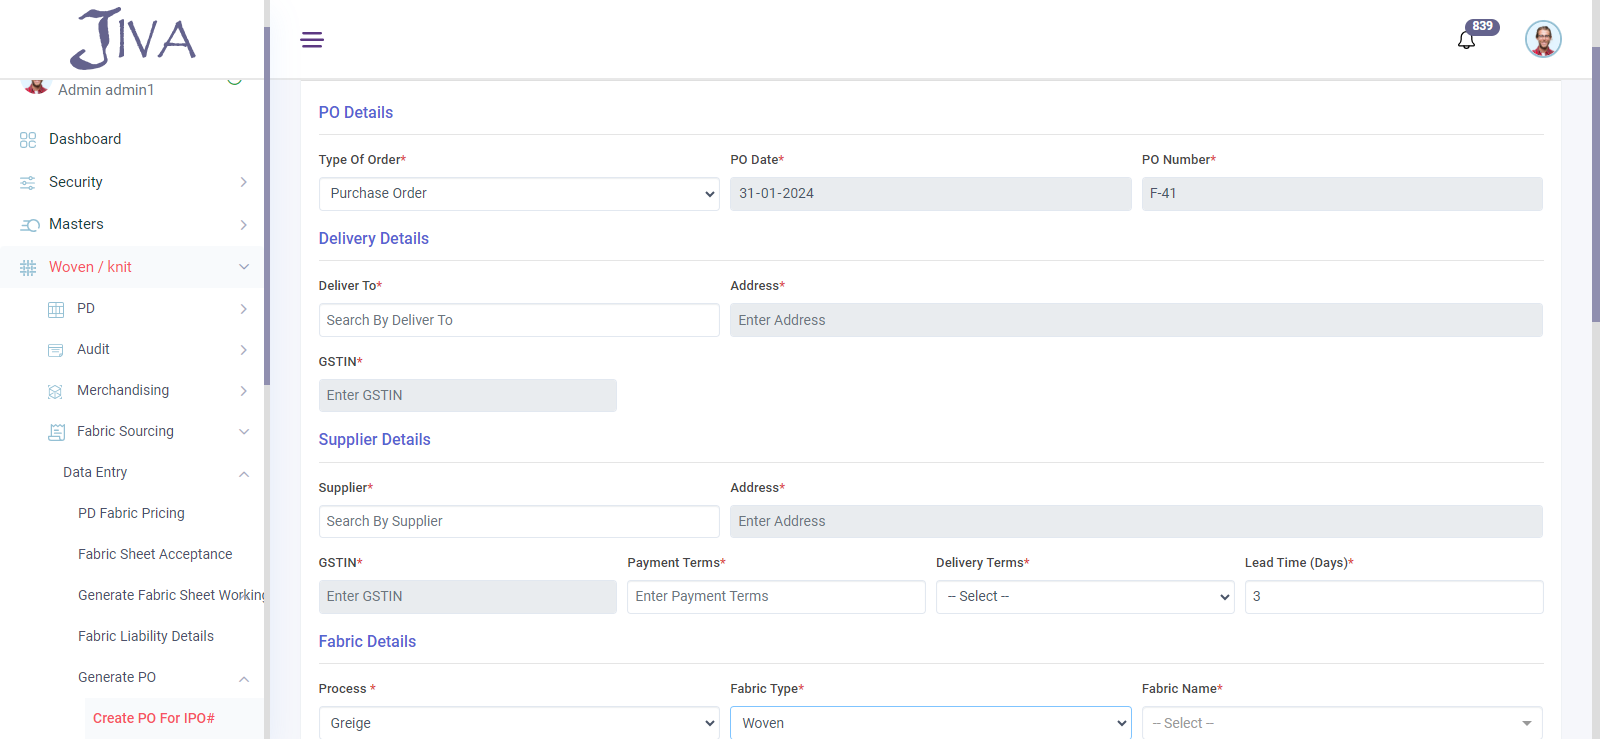 JIVA
839
Admin admin1
Dashboard
Security
Masters
Woven / knit
PD
Audit
Merchandising
Fabric Sourcing
Data Entry
PD Fabric Pricing
Fabric Sheet Acceptance
Generate Fabric Sheet Working
Fabric Liability Details
Generate PO
Create PO For IPO#
PO Details
Type Of Order* PO Date* PO Number*
Purchase Order 31-01-2024 F-41
Delivery Details
Deliver To* Address*
Search By Deliver To Enter Address
GSTIN*
Enter GSTIN
Supplier Details
Supplier* Address*
Search By Supplier Enter Address
GSTIN* Payment Terms* Delivery Terms* Lead Time (Days)*
Enter GSTIN Enter Payment Terms -- Select -- 3
Fabric Details
Process * Fabric Type* Fabric Name*
Greige Woven -- Select --